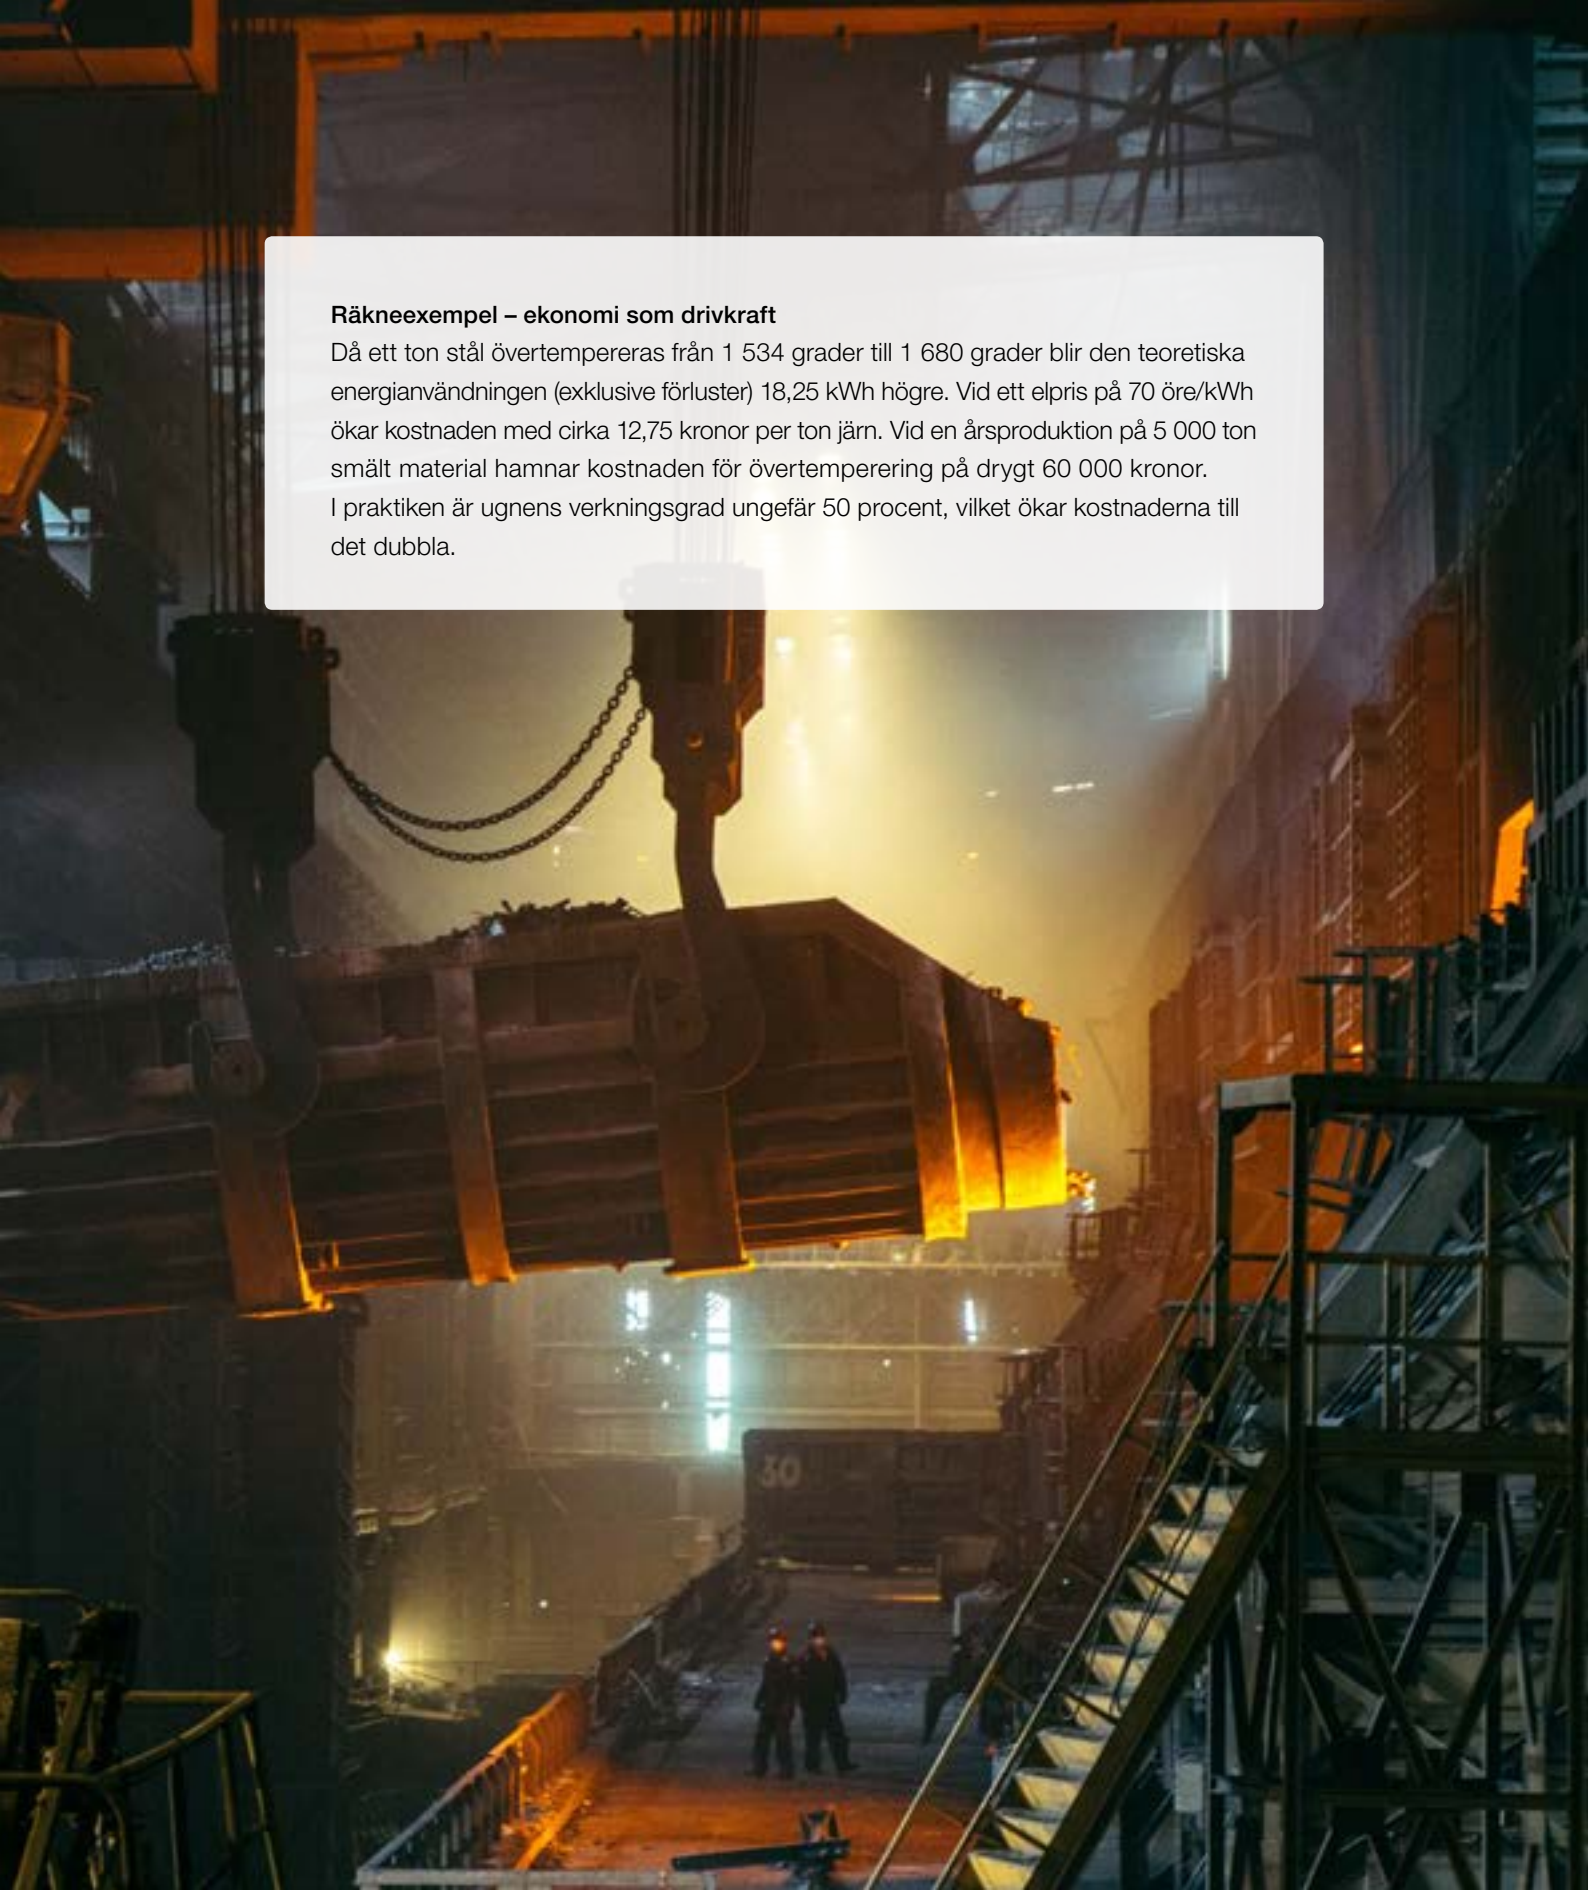 Räkneexempel – ekonomi som drivkraft
Då ett ton stål övertempereras från 1 534 grader till 1 680 grader blir den teoretiska
energianvändningen (exklusive förluster) 18,25 kWh högre. Vid ett elpris på 70 öre/kWh
ökar kostnaden med cirka 12,75 kronor per ton järn. Vid en årsproduktion på 5 000 ton
smält material hamnar kostnaden för övertemperering på drygt 60 000 kronor.
I praktiken är ugnens verkningsgrad ungefär 50 procent, vilket ökar kostnaderna till
det dubbla.
30